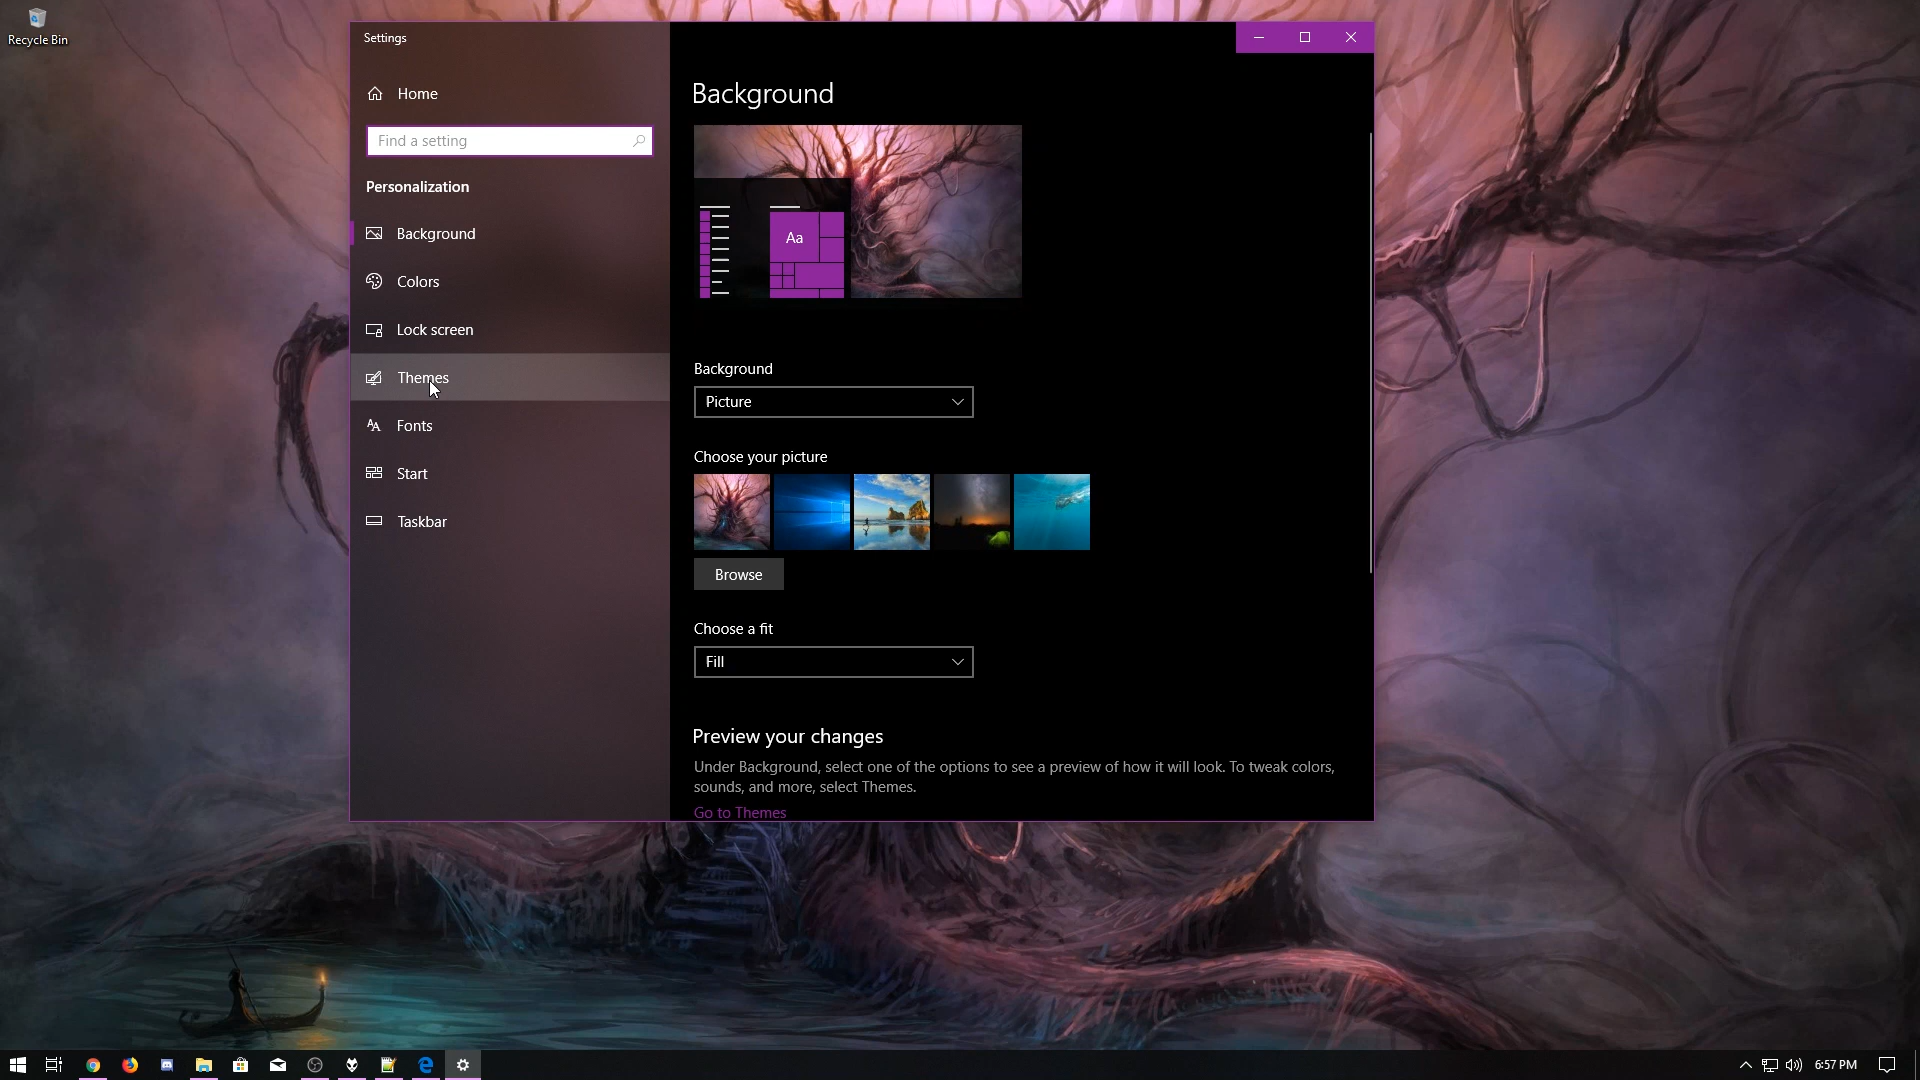 Recycle Bin
Settings
Home
Find a setting
Personalization
Background
Colors
Lock screen
Themes
Fonts
Start
Taskbar
Background
Aa
Background
Picture
Choose your picture
Browse
Choose a fit
Fill
Preview your changes
Under Background, select one of the options to see a preview of how it will look. To tweak colors,
sounds, and more, select Themes.
Go to Themes
6:57 PM